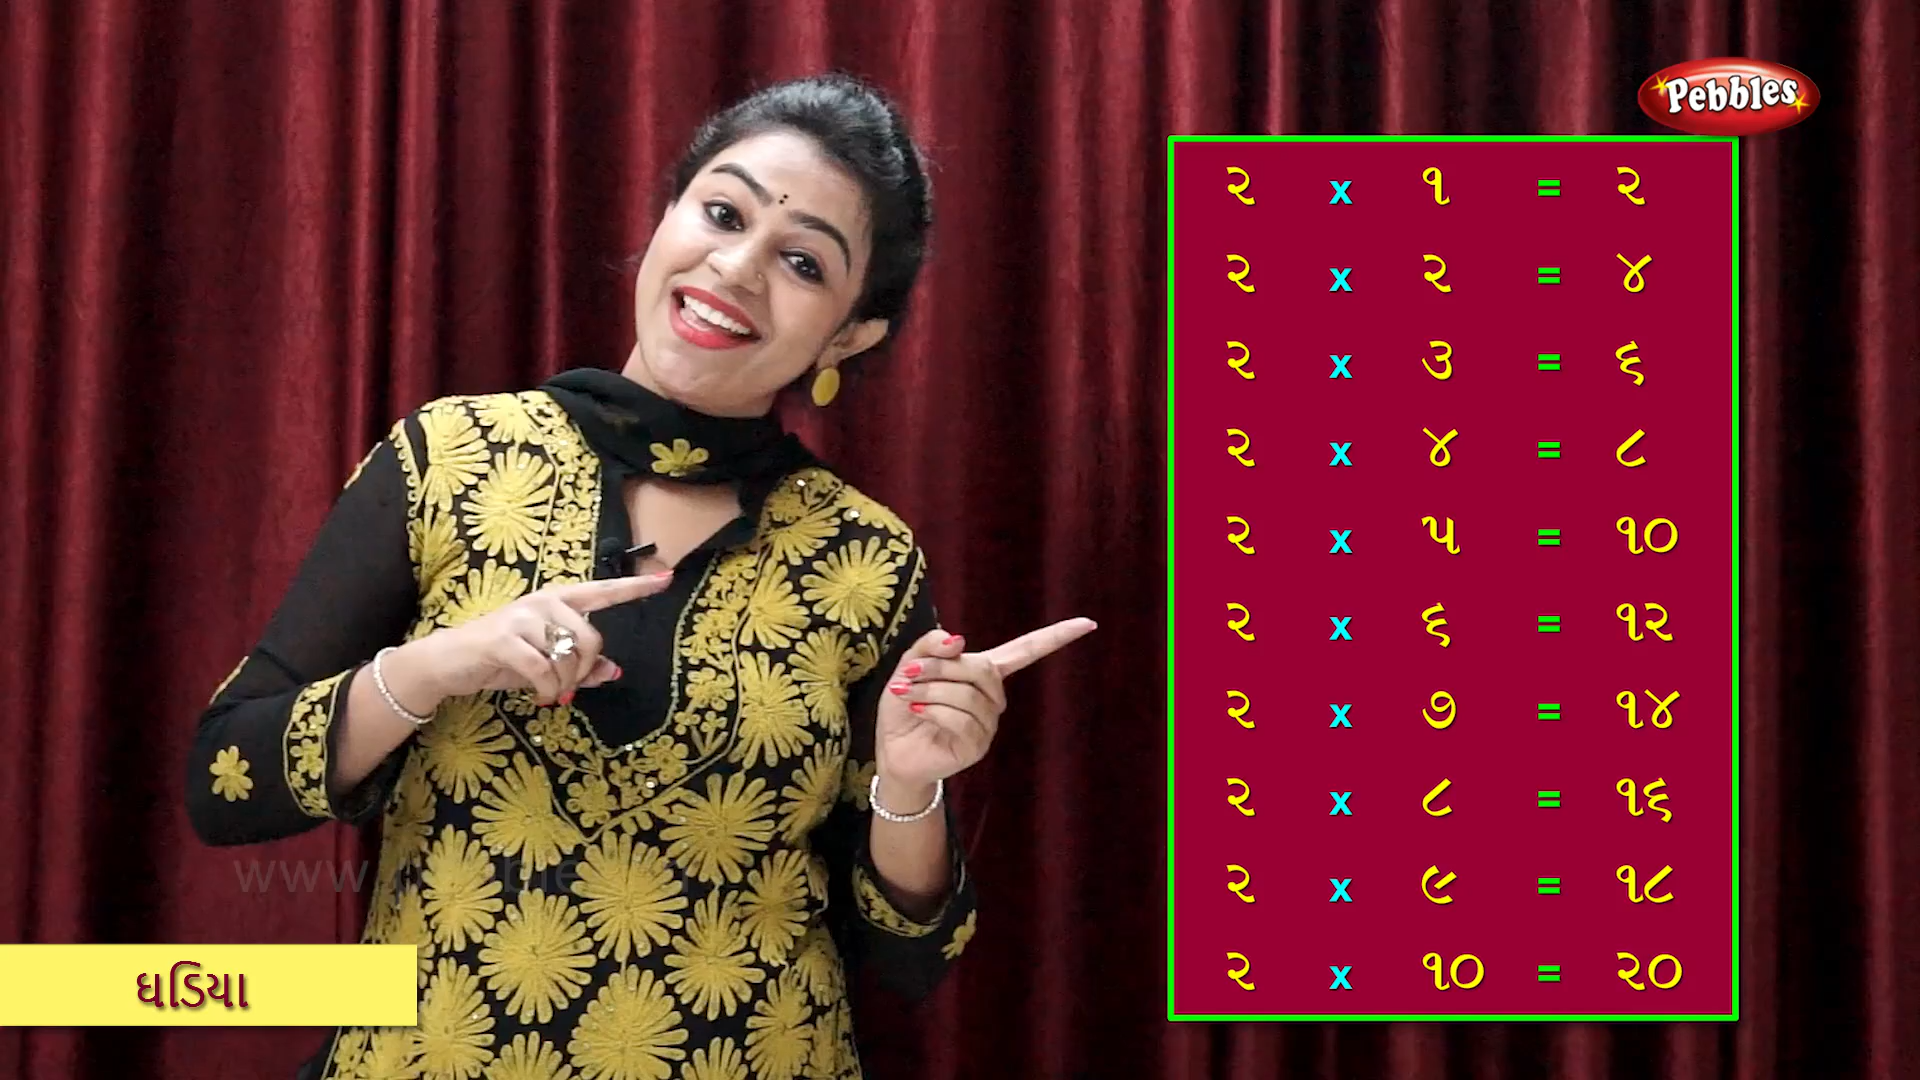 Pebbles
૨ x ૧ = ૨
૨ x ૨ = ૪
૨ x ૩ = ૬
૨ x ૪ = ૮
૨ x ૫ = ૧૦
૨ x ૬ = ૧૨
૨ x ૭ = ૧૪
૨ x ૮ = ૧૬
૨ x ૯ = ૧૮
૨ x ૧૦ = ૨૦
ઘડિયા